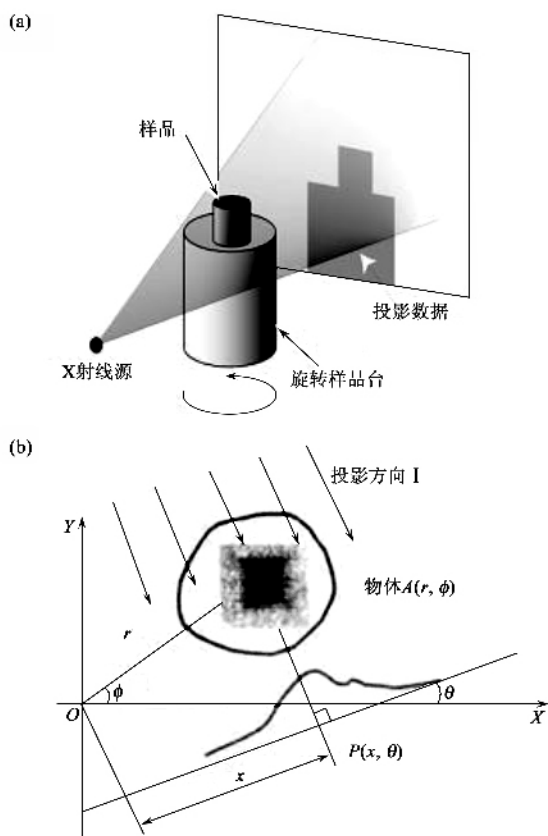 (a)
样品
投影数据
X射线源
旋转样品台
(b)
投影方向 I
Y
物体A(r, ϕ)
r
ϕ
θ
O
X
P(x, θ)
x